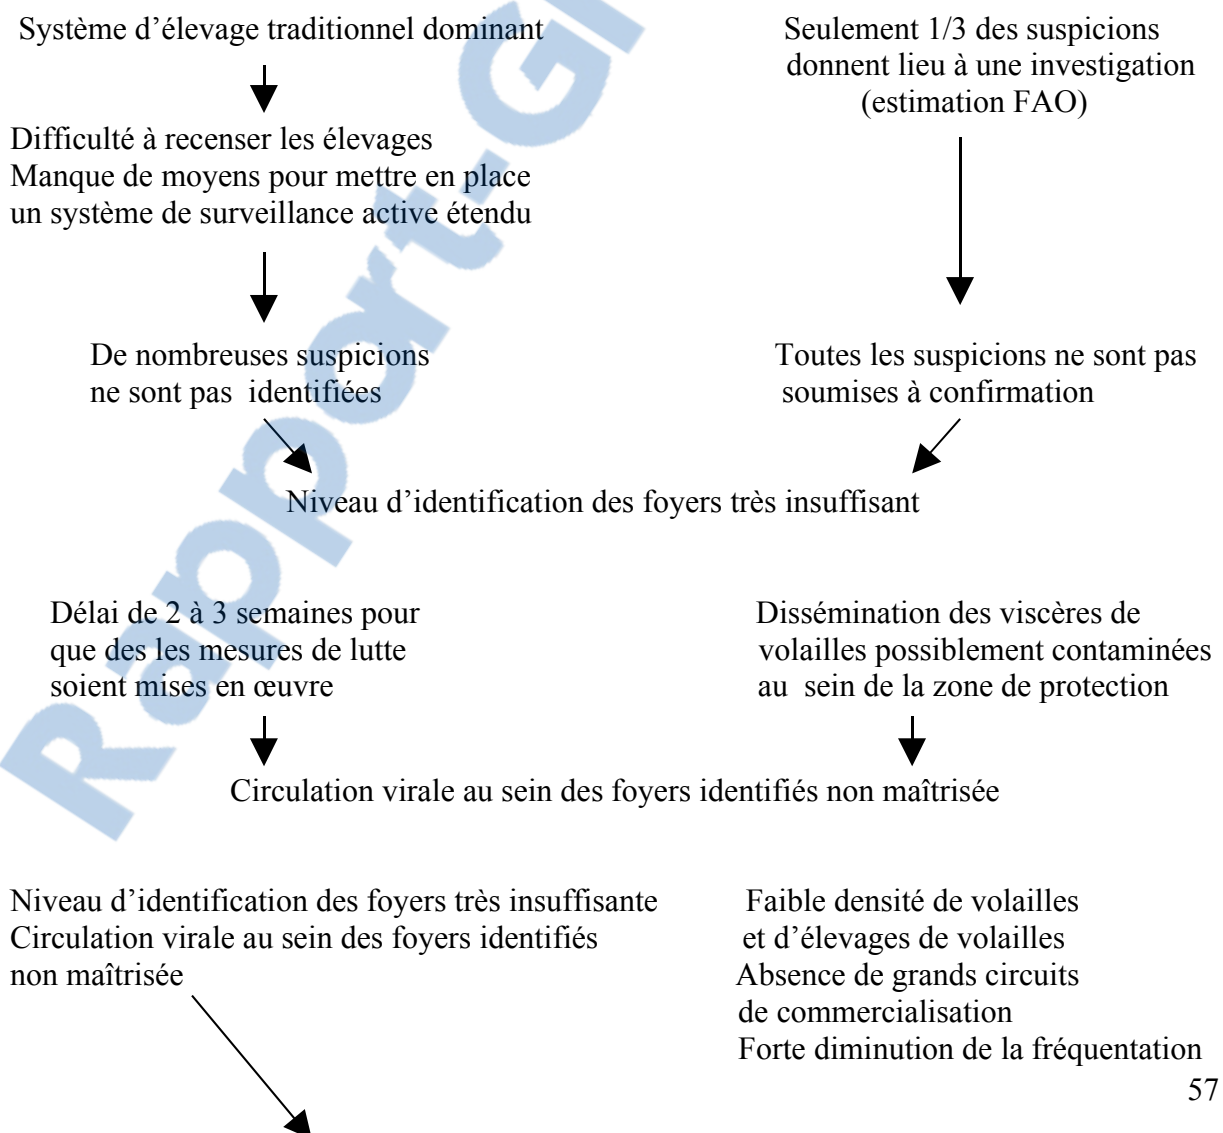 Système d’élevage traditionnel dominant
Difficulté à recenser les élevages
Manque de moyens pour mettre en place
un système de surveillance active étendu
De nombreuses suspicions
ne sont pas identifiées
Seulement 1/3 des suspicions
donnent lieu à une investigation
(estimation FAO)
Toutes les suspicions ne sont pas
soumises à confirmation
Niveau d’identification des foyers très insuffisant
Délai de 2 à 3 semaines pour
que des les mesures de lutte
soient mises en œuvre
Dissémination des viscères de
volailles possiblement contaminées
au sein de la zone de protection
Circulation virale au sein des foyers identifiés non maîtrisée
Niveau d’identification des foyers très insuffisante
Circulation virale au sein des foyers identifiés
non maîtrisée
Faible densité de volailles
et d’élevages de volailles
Absence de grands circuits
de commercialisation
Forte diminution de la fréquentation
57
Rapport-G